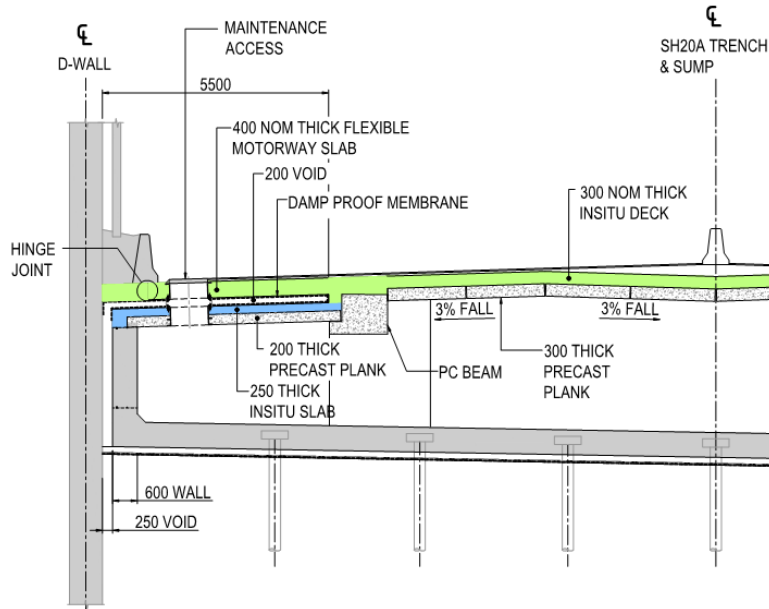 ℄
D-WALL
MAINTENANCE
ACCESS
℄
SH20A TRENCH
& SUMP
5500
400 NOM THICK FLEXIBLE
MOTORWAY SLAB
200 VOID
DAMP PROOF MEMBRANE
300 NOM THICK
INSITU DECK
HINGE
JOINT
3% FALL
3% FALL
200 THICK
PRECAST PLANK
PC BEAM
300 THICK
PRECAST
PLANK
250 THICK
INSITU SLAB
600 WALL
250 VOID